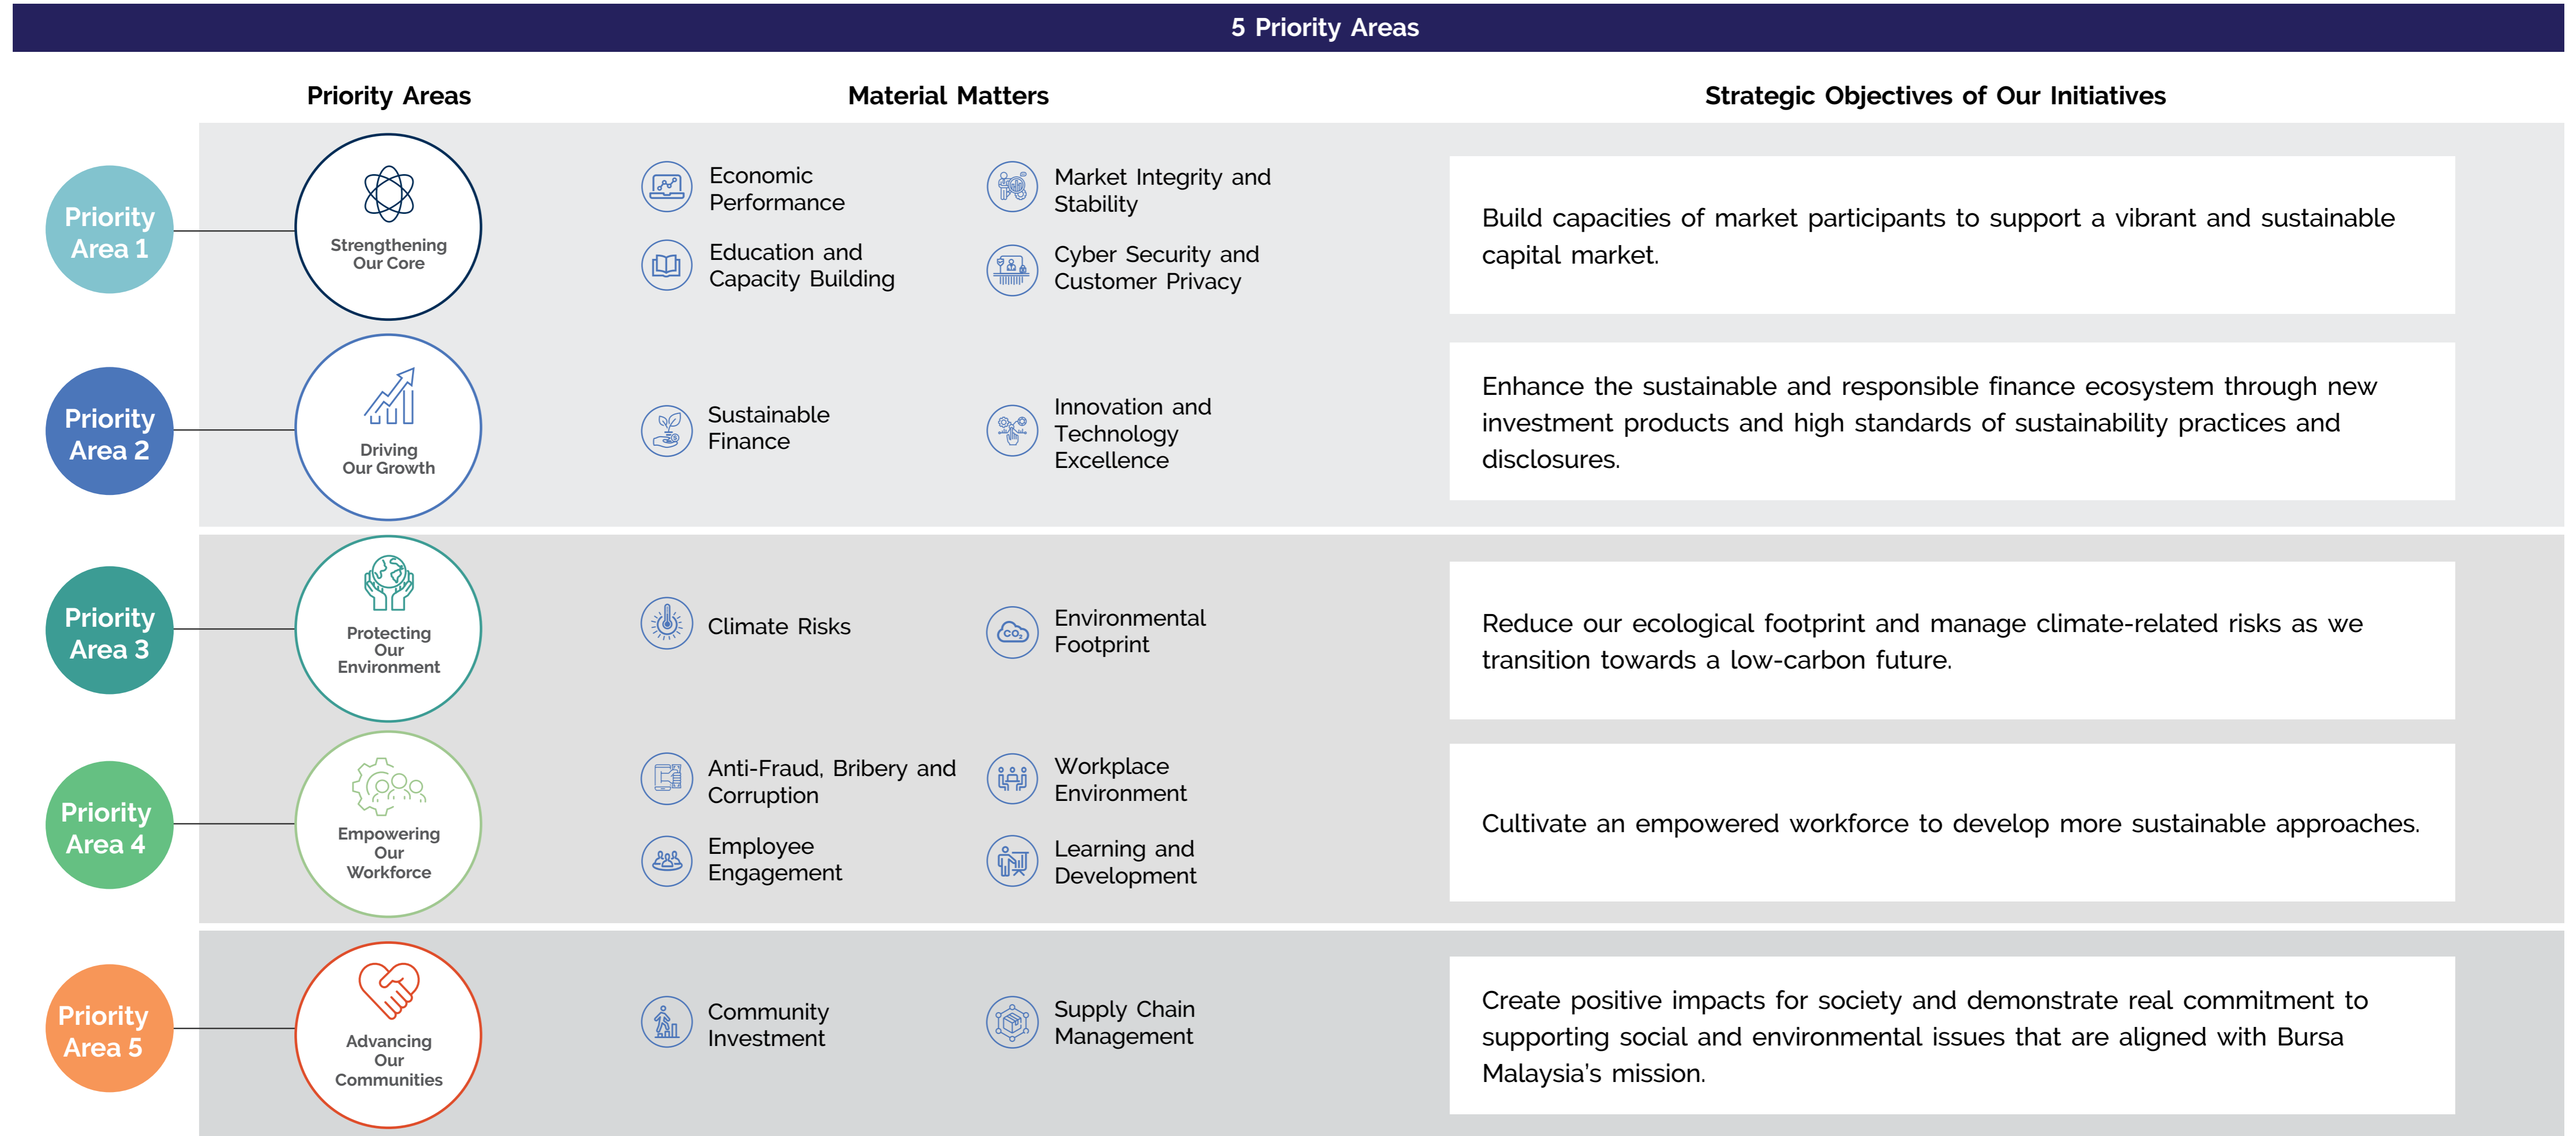 5 Priority Areas
Priority Areas
Material Matters
Strategic Objectives of Our Initiatives
Priority
Area 1
Strengthening
Our Core
Economic
Performance
Market Integrity and
Stability
Education and
Capacity Building
Cyber Security and
Customer Privacy
Build capacities of market participants to support a vibrant and sustainable
capital market.
Priority
Area 2
Driving
Our Growth
Sustainable
Finance
Innovation and
Technology
Excellence
Enhance the sustainable and responsible finance ecosystem through new
investment products and high standards of sustainability practices and
disclosures.
Priority
Area 3
Protecting
Our
Environment
Climate Risks
CO₂
Environmental
Footprint
Reduce our ecological footprint and manage climate-related risks as we
transition towards a low-carbon future.
Priority
Area 4
Empowering
Our
Workforce
Anti-Fraud, Bribery and
Corruption
Workplace
Environment
Employee
Engagement
Learning and
Development
Cultivate an empowered workforce to develop more sustainable approaches.
Priority
Area 5
Advancing
Our
Communities
Community
Investment
Supply Chain
Management
Create positive impacts for society and demonstrate real commitment to
supporting social and environmental issues that are aligned with Bursa
Malaysia’s mission.